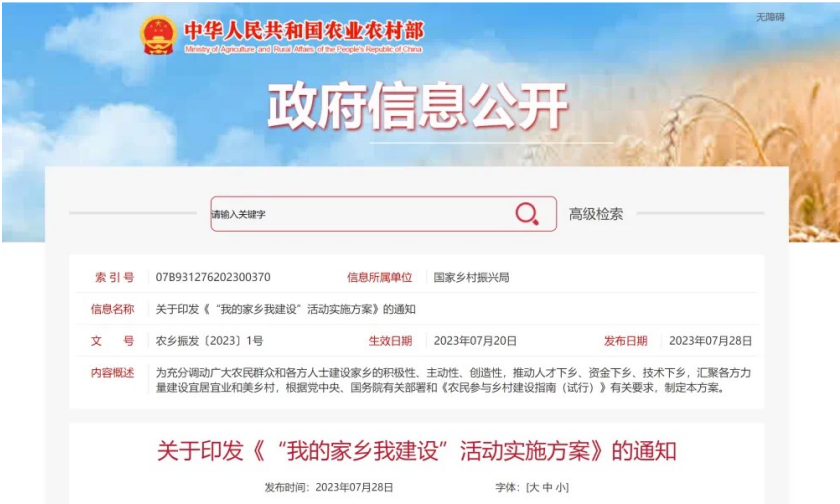 无障碍
中华人民共和国农业农村部
Ministry of Agriculture and Rural Affairs of the People's Republic of China
政府信息公开
请输入关键字
高级检索
索引号 07B931276202300370 信息所属单位 国家乡村振兴局
信息名称 关于印发《“我的家乡我建设”活动实施方案》的通知
文 号 农乡振发〔2023〕1号 生效日期 2023年07月20日 发布日期 2023年07月28日
内容概述 为充分调动广大农民群众和各方人士建设家乡的积极性、主动性、创造性，推动人才下乡、资金下乡、技术下乡，汇聚各方力
量建设宜居宜业和美乡村，根据党中央、国务院有关部署和《农民参与乡村建设指南（试行）》有关要求，制定本方案。
关于印发《“我的家乡我建设”活动实施方案》的通知
发布时间：2023年07月28日 字体：[大 中 小]